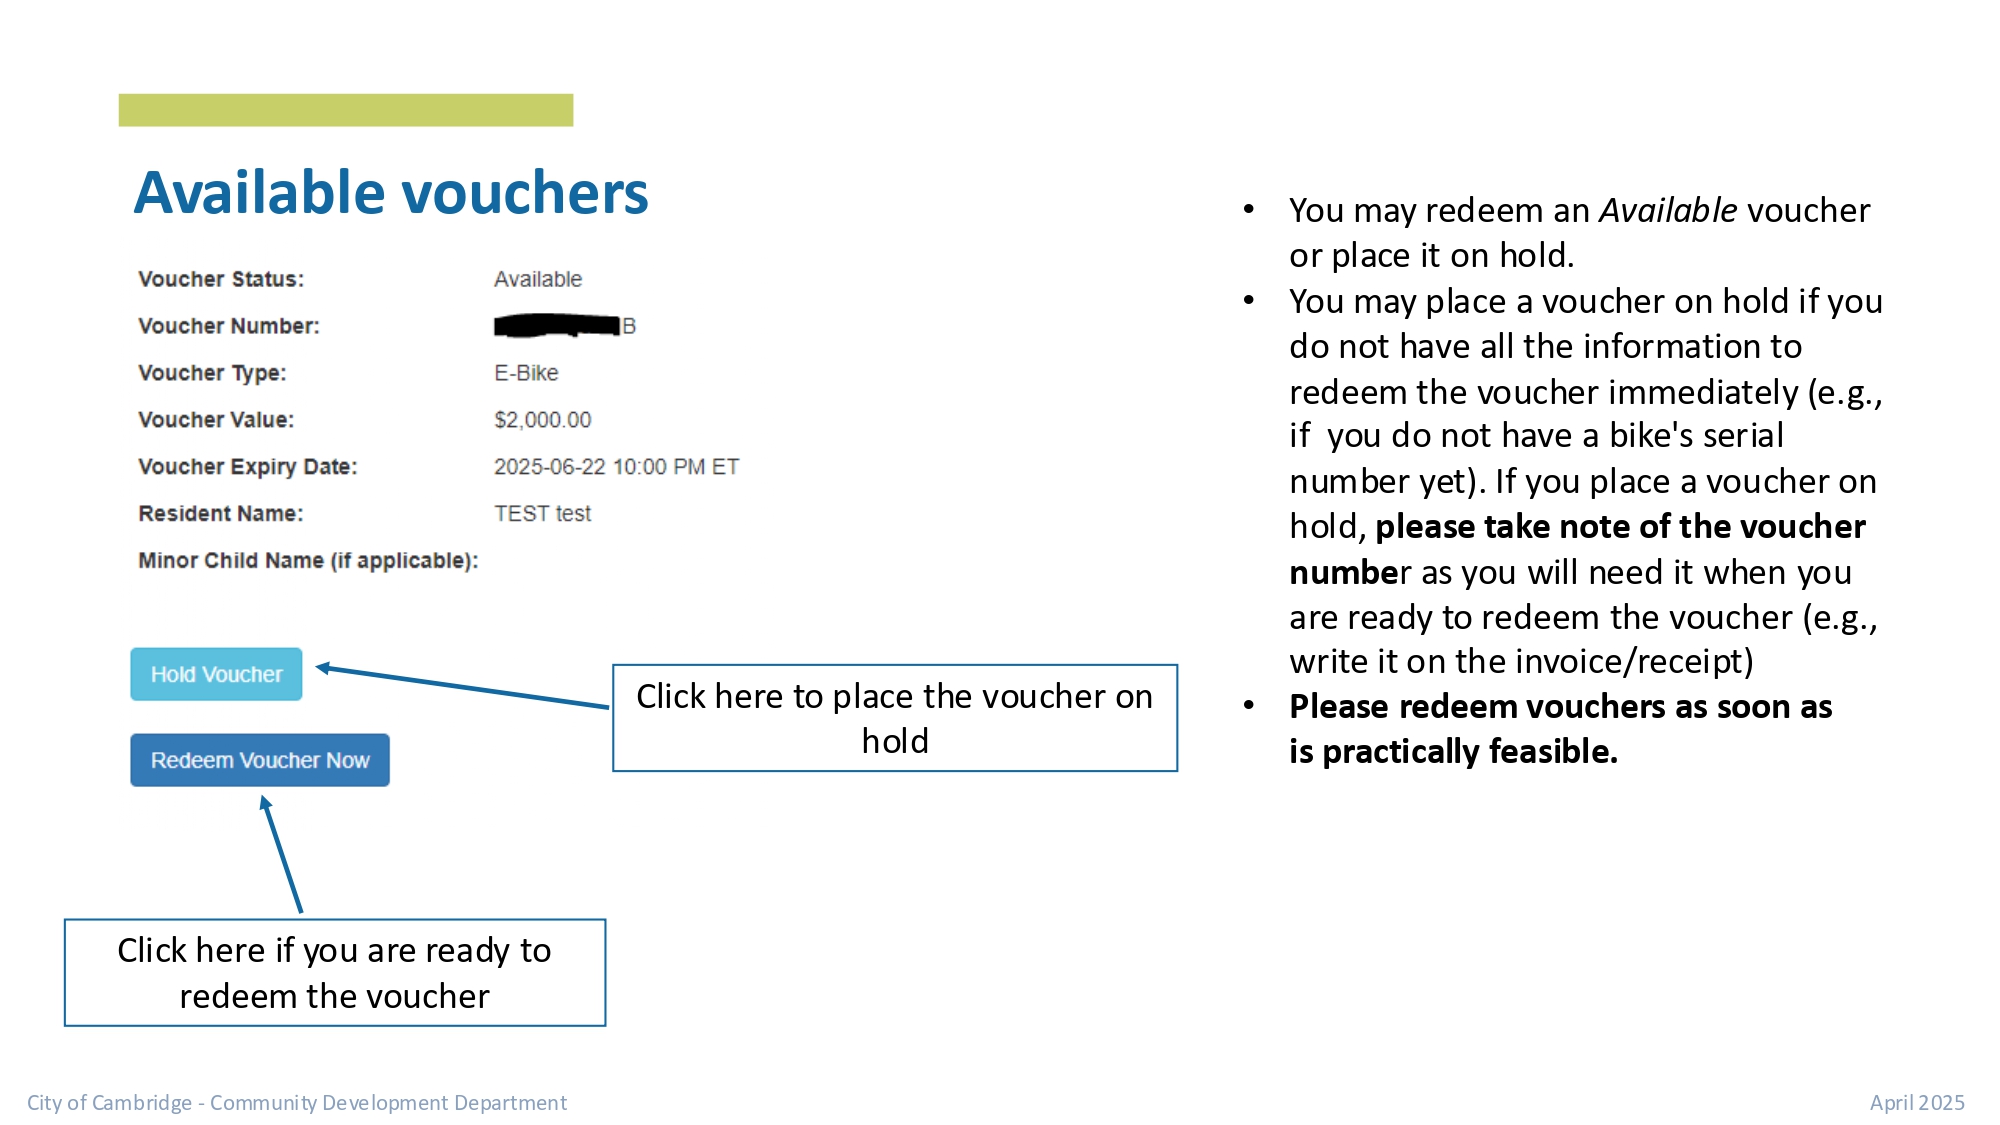 Available vouchers
Voucher Status: Available
Voucher Number: B
Voucher Type: E-Bike
Voucher Value: $2,000.00
Voucher Expiry Date: 2025-06-22 10:00 PM ET
Resident Name: TEST test
Minor Child Name (if applicable):
Hold Voucher
Redeem Voucher Now
Click here to place the voucher on
hold
Click here if you are ready to
redeem the voucher
• You may redeem an Available voucher
or place it on hold.
• You may place a voucher on hold if you
do not have all the information to
redeem the voucher immediately (e.g.,
if  you do not have a bike's serial
number yet). If you place a voucher on
hold, please take note of the voucher
number as you will need it when you
are ready to redeem the voucher (e.g.,
write it on the invoice/receipt)
• Please redeem vouchers as soon as
is practically feasible.
City of Cambridge - Community Development Department
April 2025